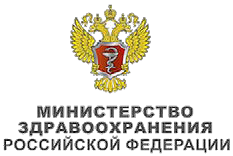 МИНИСТЕРСТВО
ЗДРАВООХРАНЕНИЯ
РОССИЙСКОЙ ФЕДЕРАЦИИ